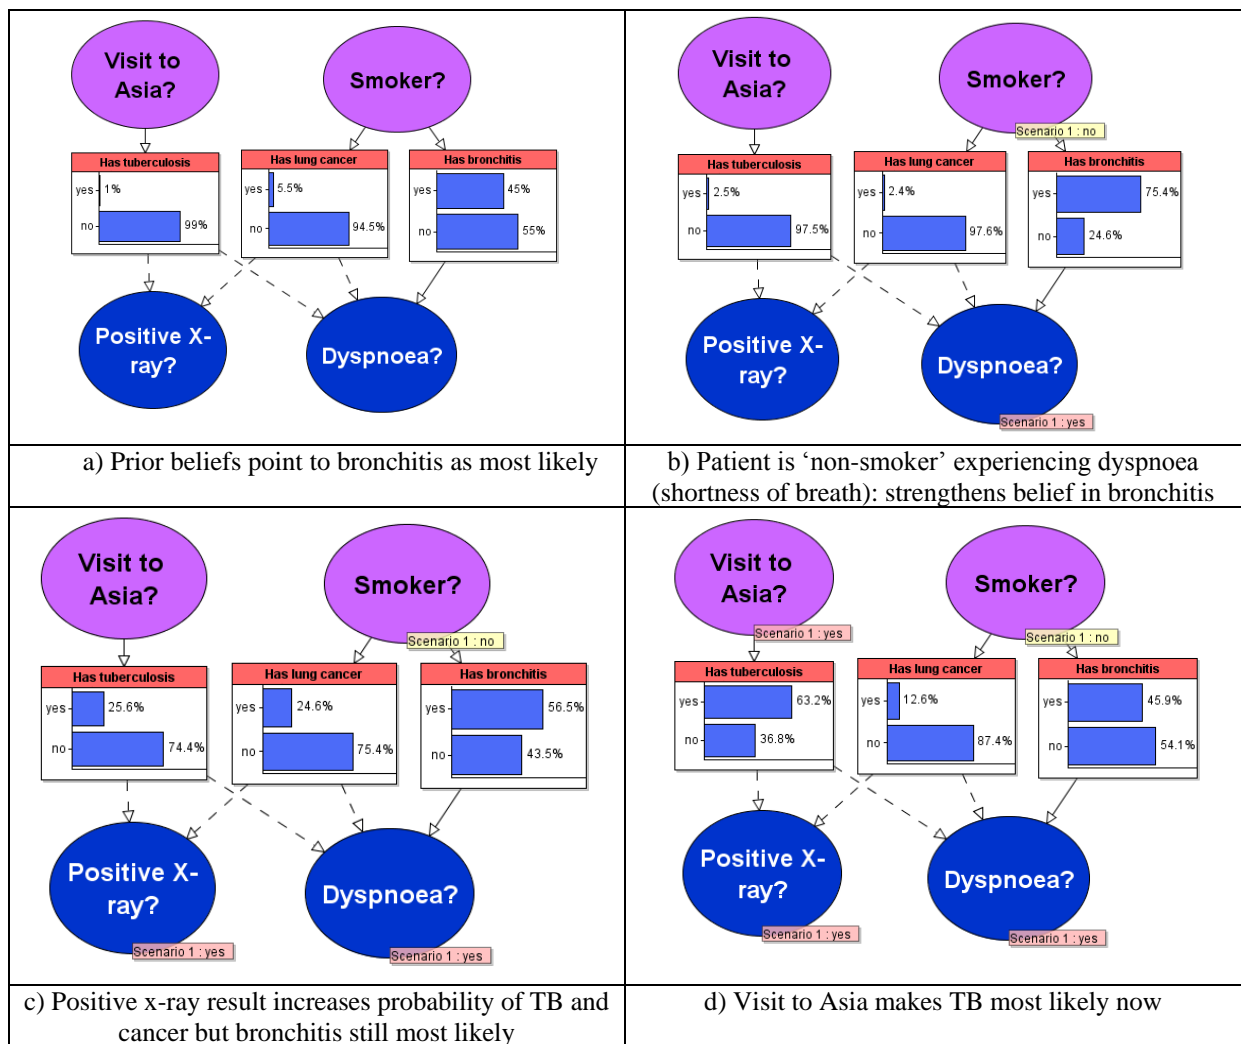 Visit to
Asia?
Smoker?
Has tuberculosis
yes
1%
no
99%
Has lung cancer
yes
5.5%
no
94.5%
Has bronchitis
yes
45%
no
55%
Positive X-
ray?
Dyspnoea?
a) Prior beliefs point to bronchitis as most likely
Visit to
Asia?
Smoker?
Scenario 1 : no
Has tuberculosis
yes
2.5%
no
97.5%
Has lung cancer
yes
2.4%
no
97.6%
Has bronchitis
yes
75.4%
no
24.6%
Positive X-
ray?
Dyspnoea?
Scenario 1 : yes
b) Patient is ‘non-smoker’ experiencing dyspnoea
(shortness of breath): strengthens belief in bronchitis
Visit to
Asia?
Smoker?
Scenario 1 : no
Has tuberculosis
yes
25.6%
no
74.4%
Has lung cancer
yes
24.6%
no
75.4%
Has bronchitis
yes
56.5%
no
43.5%
Positive X-
ray?
Scenario 1 : yes
Dyspnoea?
Scenario 1 : yes
c) Positive x-ray result increases probability of TB and
cancer but bronchitis still most likely
Visit to
Asia?
Scenario 1 : yes
Smoker?
Scenario 1 : no
Has tuberculosis
yes
63.2%
no
36.8%
Has lung cancer
yes
12.6%
no
87.4%
Has bronchitis
yes
45.9%
no
54.1%
Positive X-
ray?
Scenario 1 : yes
Dyspnoea?
Scenario 1 : yes
d) Visit to Asia makes TB most likely now